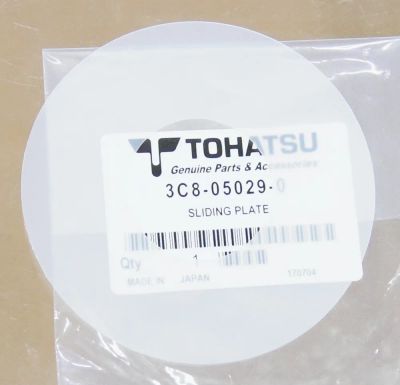 TOHATSU
Genuine Parts & Accessories
3C8-05029-0
SLIDING PLATE
Qty 1
MADE IN JAPAN 170704